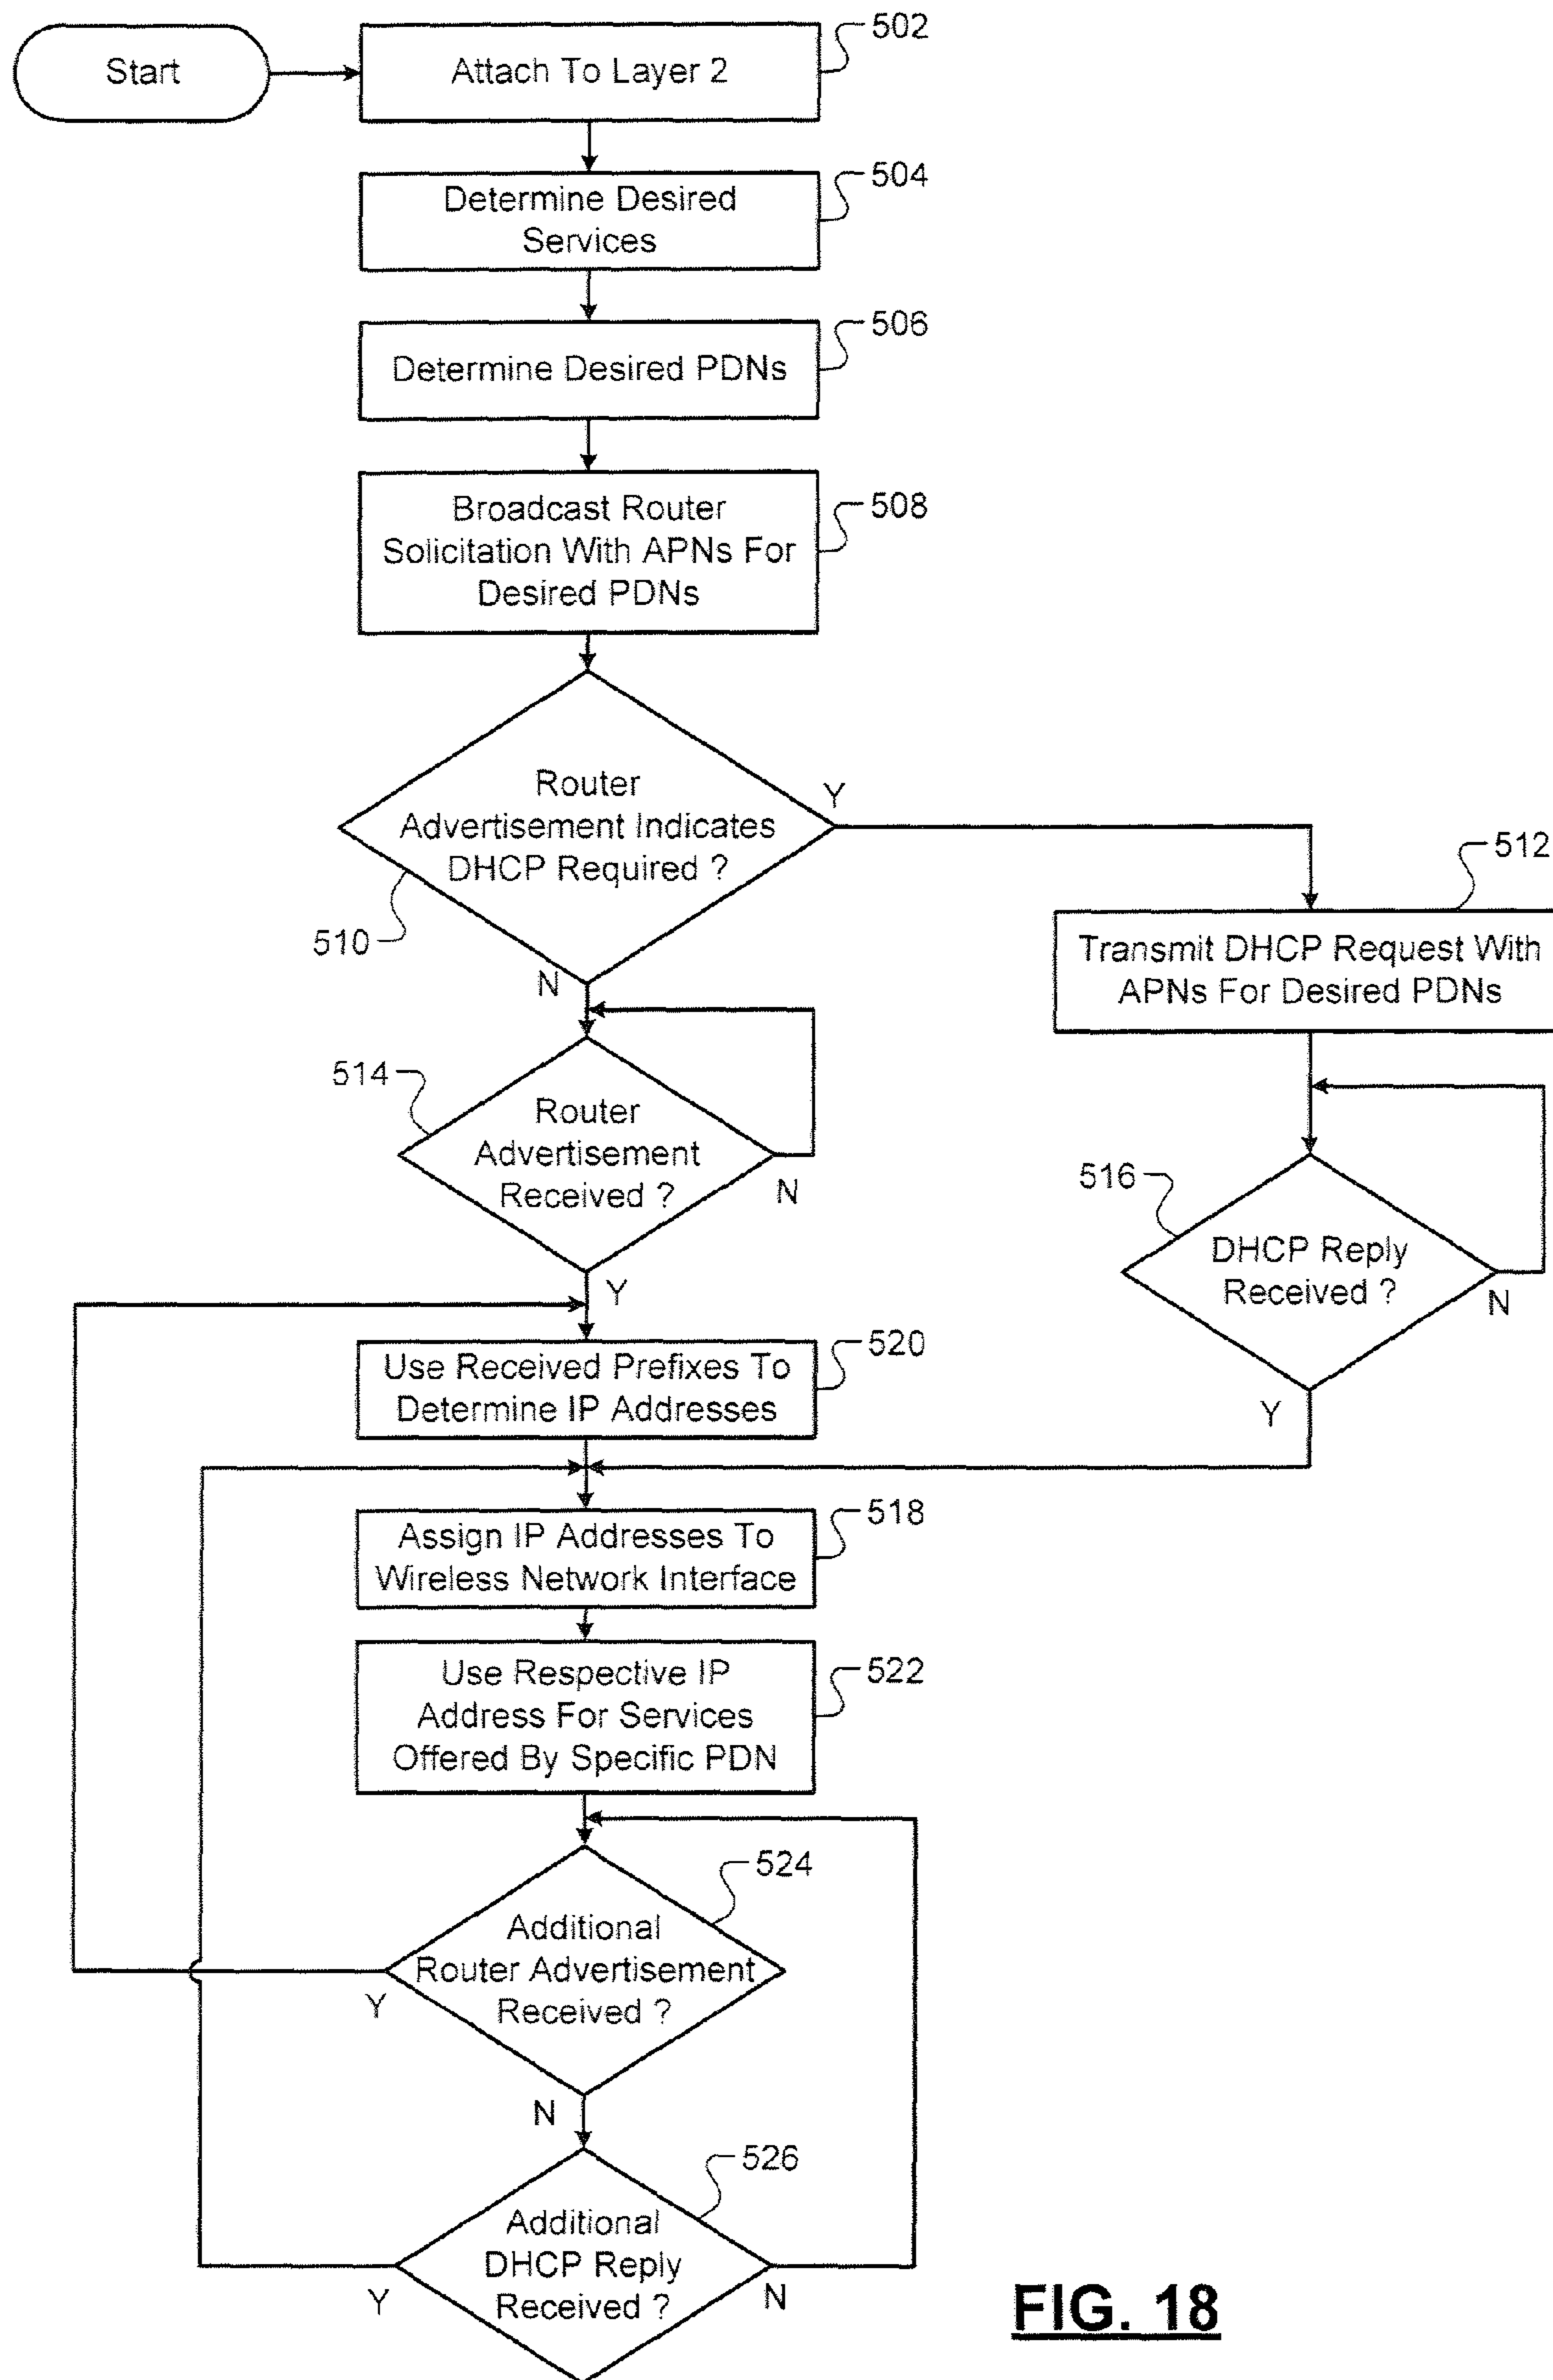 Start
Attach To Layer 2
502
Determine Desired
Services
504
Determine Desired PDNs
506
Broadcast Router
Solicitation With APNs For
Desired PDNs
508
Router
Advertisement Indicates
DHCP Required ?
Y
510
N
512
Transmit DHCP Request With
APNs For Desired PDNs
514
Router
Advertisement
Received ?
N
Y
516
DHCP Reply
Received ?
N
Y
Use Received Prefixes To
Determine IP Addresses
520
Assign IP Addresses To
Wireless Network Interface
518
Use Respective IP
Address For Services
Offered By Specific PDN
522
524
Additional
Router Advertisement
Received ?
Y
N
526
Additional
DHCP Reply
Received ?
Y
N
FIG. 18